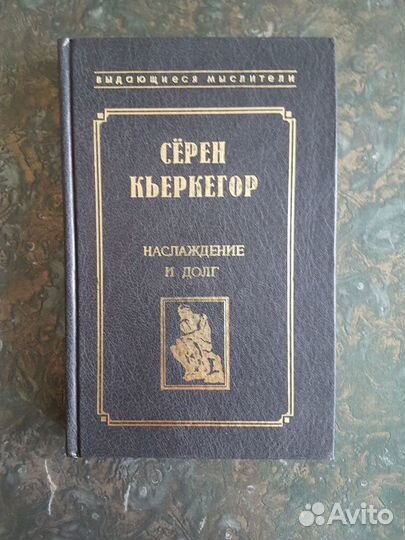 выдающиеся мыслители
СЁРЕН
КЬЕРКЕГОР
НАСЛАЖДЕНИЕ
И ДОЛГ
Avito